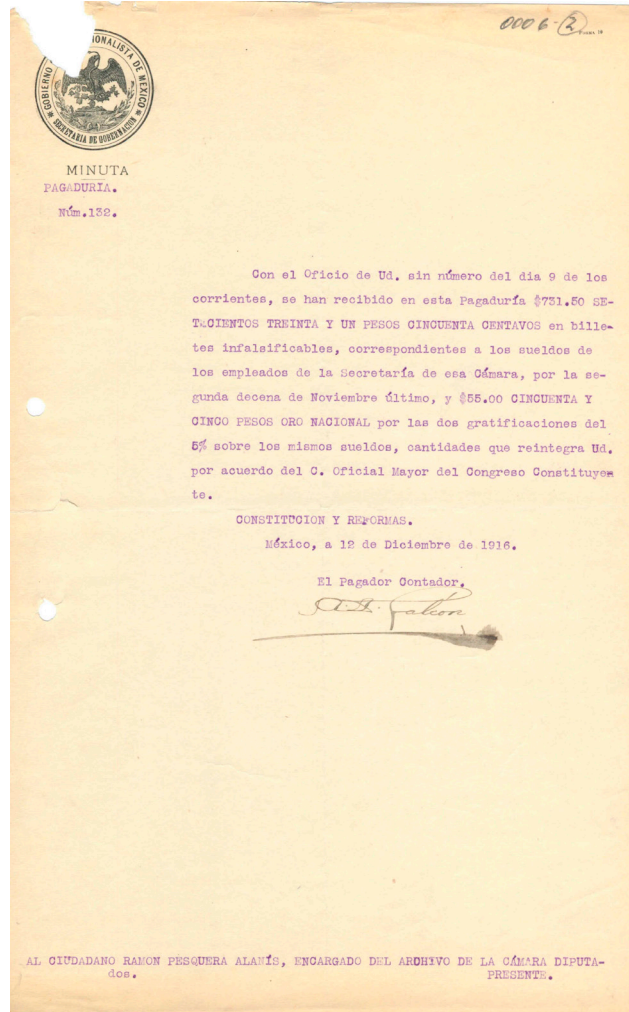 0006-2
FORMA 18
GOBIERNO ONALISTA DE MEXICO
SECRETARIA DE GOBERNACION
MINUTA
PAGADURIA.
Núm.132.
Con el Oficio de Ud. sin número del dia 9 de los
corrientes, se han recibido en esta Pagaduría $731.50 SE-
TECIENTOS TREINTA Y UN PESOS CINCUENTA CENTAVOS en bille-
tes infalsificables, correspondientes a los sueldos de
los empleados de la Secretaría de esa Cámara, por la se-
gunda decena de Noviembre último, y $55.00 CINCUENTA Y
CINCO PESOS ORO NACIONAL por las dos gratificaciones del
5% sobre los mismos sueldos, cantidades que reintegra Ud.
por acuerdo del C. Oficial Mayor del Congreso Constituyen
te.
CONSTITUCION Y REFORMAS.
México, a 12 de Diciembre de 1916.
El Pagador Contador.
AL CIUDADANO RAMON PESQUERA ALANÍS, ENCARGADO DEL ARCHIVO DE LA CÁMARA DIPUTA-
dos. PRESENTE.